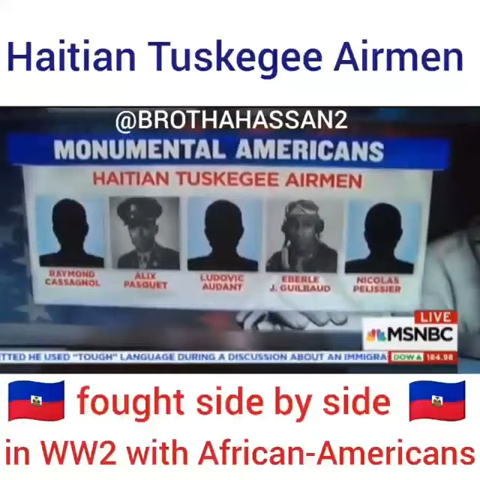 Haitian Tuskegee Airmen
@BROTHAHASSAN2
MONUMENTAL AMERICANS
HAITIAN TUSKEGEE AIRMEN
RAYMOND
CASSAGNOL
ALIX
PASQUET
LUDOVIC
AUDANT
EBERLE
J. GUILBAUD
NICOLAS
PELISSIER
LIVE
MSNBC
TTED HE USED "TOUGH" LANGUAGE DURING A DISCUSSION ABOUT AN IMMIGRA DOW ▲ 184.98
fought side by side
in WW2 with African-Americans